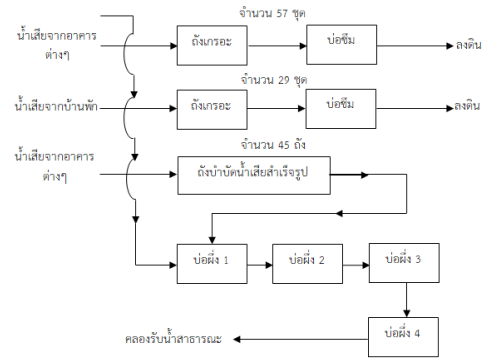 จำนวน 57 ชุด
น้ำเสียจากอาคาร
ต่างๆ
ถังเกรอะ
บ่อซึม
ลงดิน
จำนวน 29 ชุด
น้ำเสียจากบ้านพัก
ถังเกรอะ
บ่อซึม
ลงดิน
จำนวน 45 ถัง
น้ำเสียจากอาคาร
ต่างๆ
ถังบำบัดน้ำเสียสำเร็จรูป
บ่อผึ่ง 1
บ่อผึ่ง 2
บ่อผึ่ง 3
คลองรับน้ำสาธารณะ
บ่อผึ่ง 4